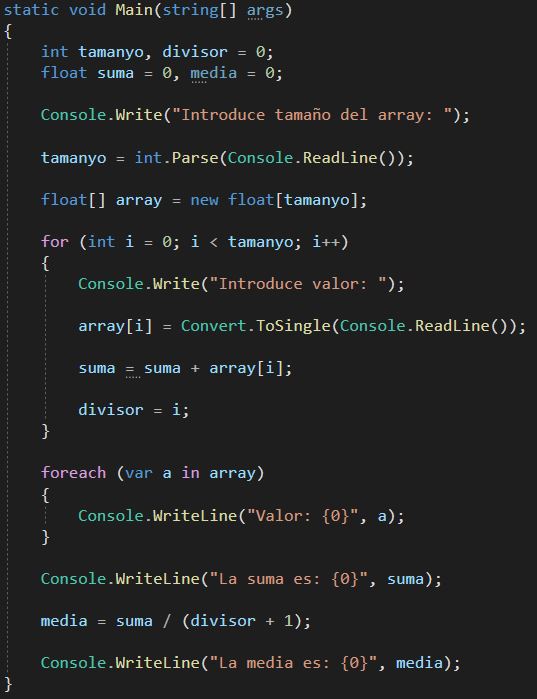 static void Main(string[] args)
{
int tamanyo, divisor = 0;
float suma = 0, media = 0;
Console.Write("Introduce tamaño del array: ");
tamanyo = int.Parse(Console.ReadLine());
float[] array = new float[tamanyo];
for (int i = 0; i < tamanyo; i++)
{
Console.Write("Introduce valor: ");
array[i] = Convert.ToSingle(Console.ReadLine());
suma = suma + array[i];
divisor = i;
}
foreach (var a in array)
{
Console.WriteLine("Valor: {0}", a);
}
Console.WriteLine("La suma es: {0}", suma);
media = suma / (divisor + 1);
Console.WriteLine("La media es: {0}", media);
}